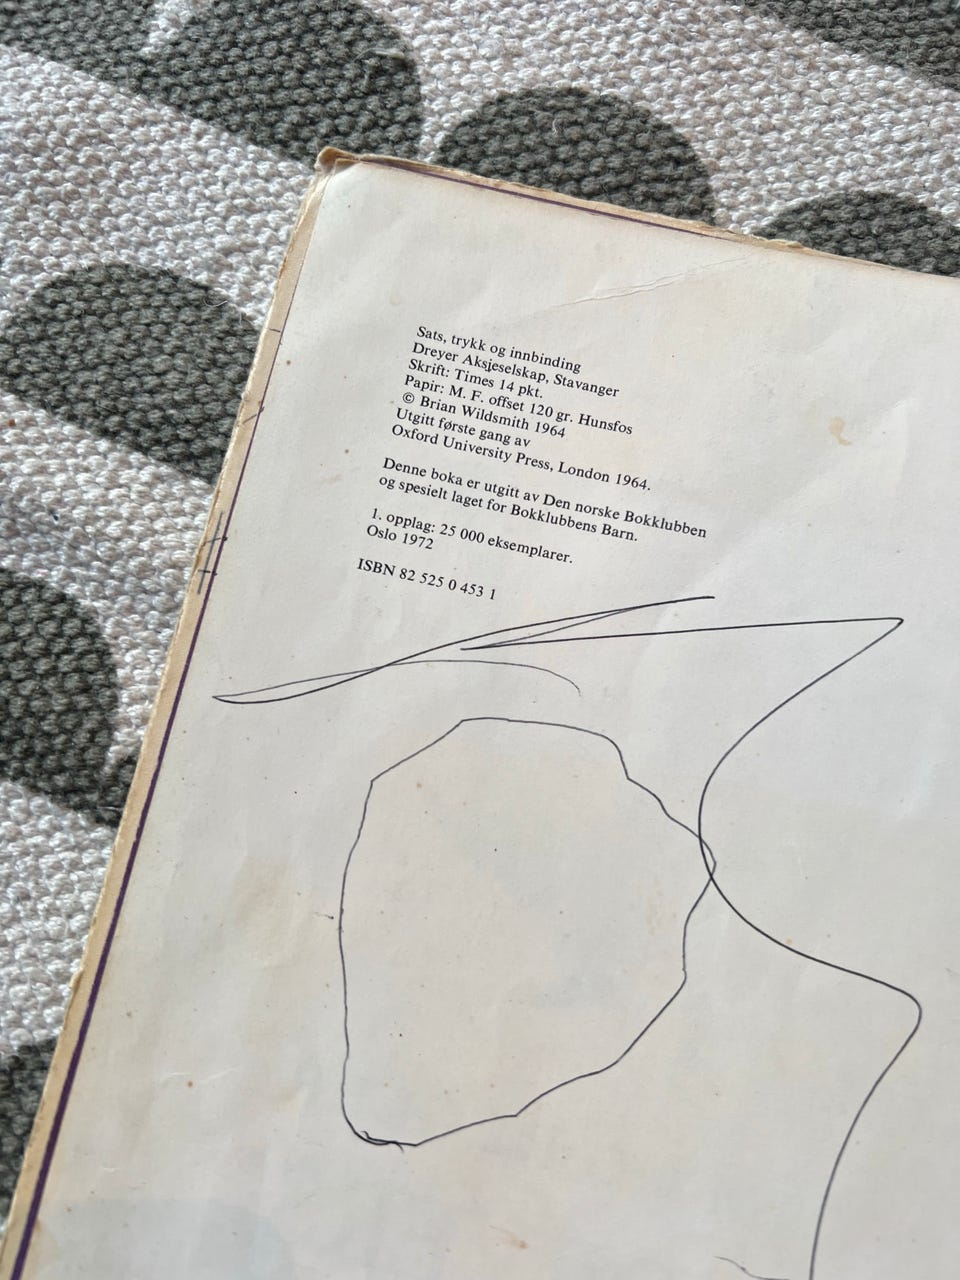 Sats, trykk og innbinding
Dreyer Aksjeselskap, Stavanger
Skrift: Times 14 pkt.
Papir: M. F. offset 120 gr. Hunsfos
© Brian Wildsmith 1964
Utgitt første gang av
Oxford University Press, London 1964.
Denne boka er utgitt av Den norske Bokklubben
og spesielt laget for Bokklubbens Barn.
1. opplag: 25 000 eksemplarer.
Oslo 1972
ISBN 82 525 0 453 1